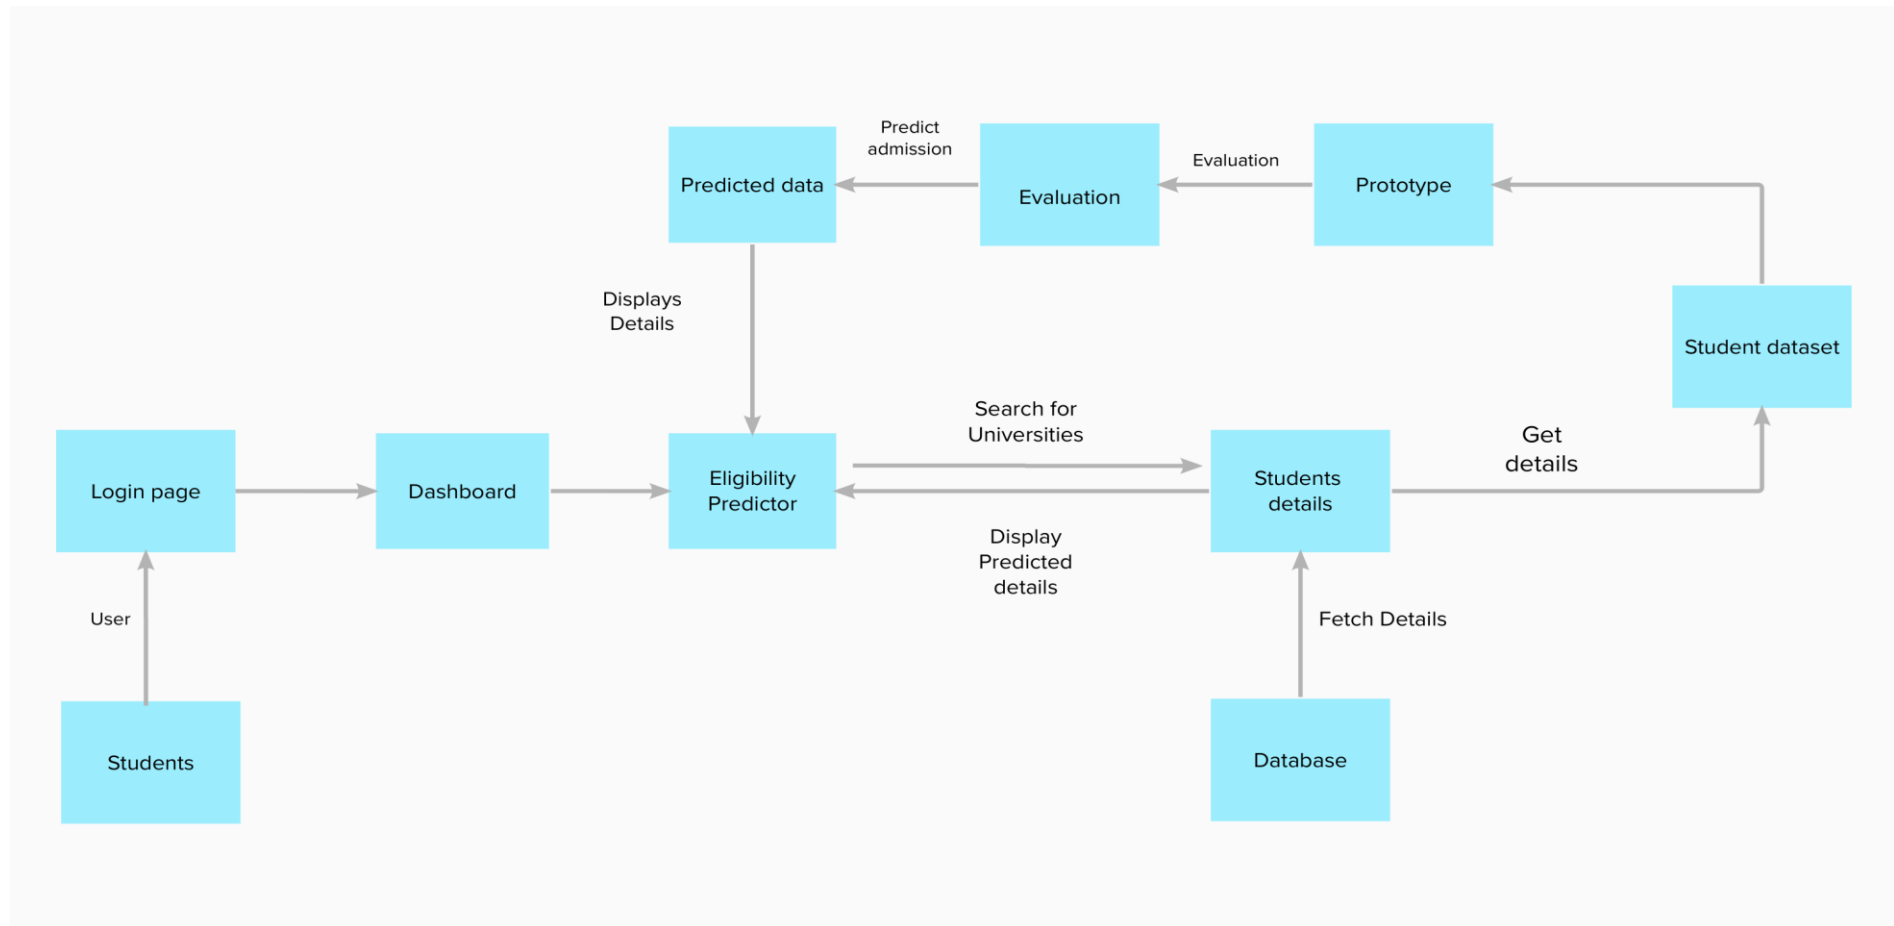 Predict
admission
Predicted data
Evaluation
Evaluation
Prototype
Displays
Details
Student dataset
Search for
Universities
Get
details
Login page
Dashboard
Eligibility
Predictor
Students
details
Display
Predicted
details
User
Fetch Details
Students
Database